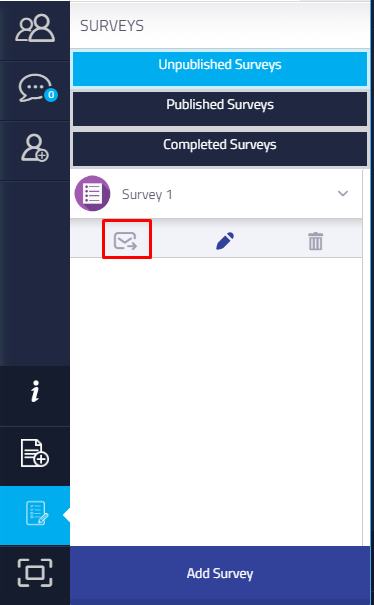 SURVEYS
0
Unpublished Surveys
Published Surveys
Completed Surveys
Survey 1
i
Add Survey